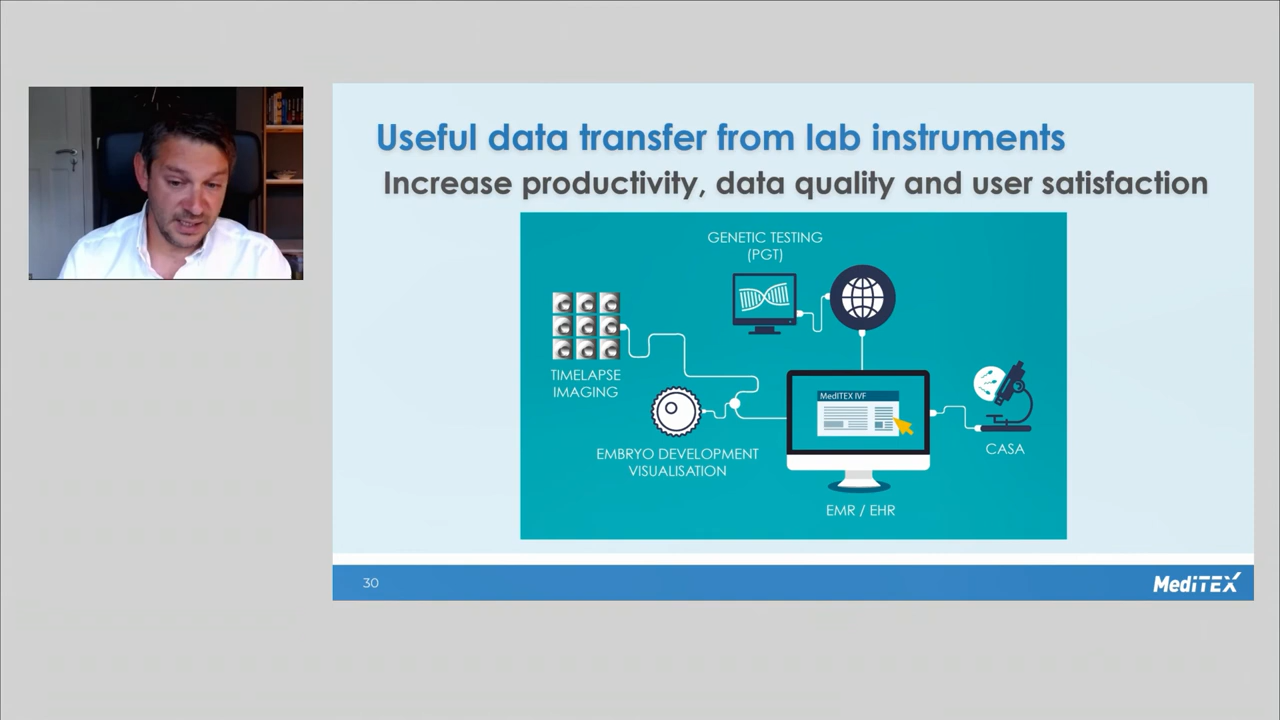 Useful data transfer from lab instruments
Increase productivity, data quality and user satisfaction
GENETIC TESTING
(PGT)
TIMELAPSE
IMAGING
MedITEX IVF
EMBRYO DEVELOPMENT
VISUALISATION
CASA
EMR / EHR
30
MedITEX